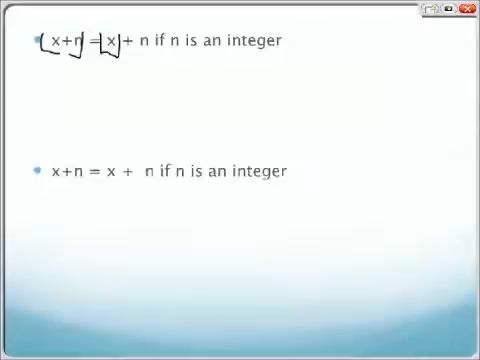 ⌊x+n⌋ = ⌊x⌋ + n if n is an integer
x+n = x + n if n is an integer